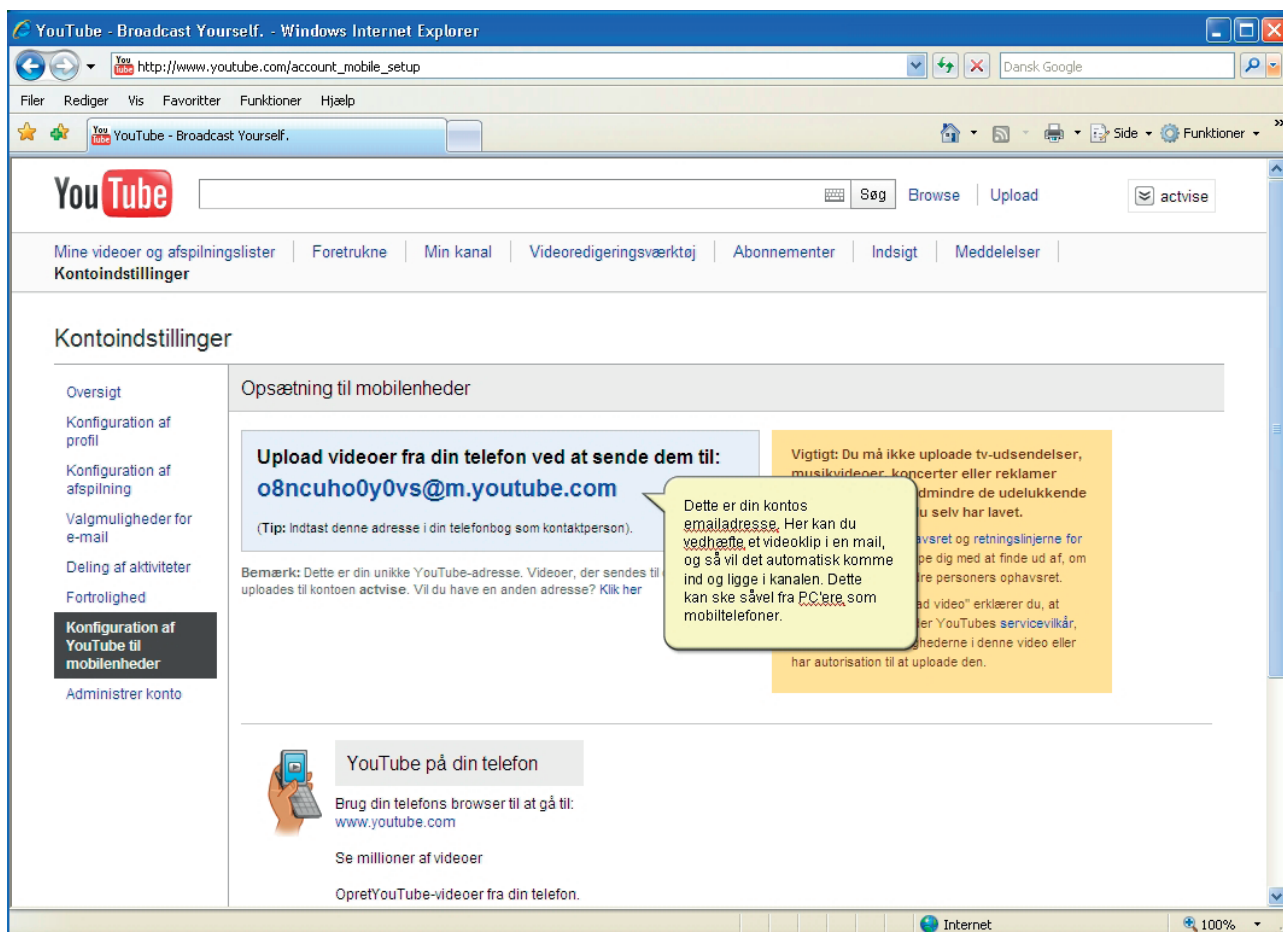 YouTube - Broadcast Yourself. - Windows Internet Explorer
http://www.youtube.com/account_mobile_setup
Dansk Google
Filer Rediger Vis Favoritter Funktioner Hjælp
YouTube - Broadcast Yourself.
Side Funktioner
YouTube
Søg Browse Upload actvise
Mine videoer og afspilningslister Foretrukne Min kanal Videoredigeringsværktøj Abonnementer Indsigt Meddelelser
Kontoindstillinger
Kontoindstillinger
Oversigt
Konfiguration af
profil
Konfiguration af
afspilning
Valgmuligheder for
e-mail
Deling af aktiviteter
Fortrolighed
Konfiguration af
YouTube til
mobilenheder
Administrer konto
Opsætning til mobilenheder
Upload videoer fra din telefon ved at sende dem til:
o8ncuho0y0vs@m.youtube.com
(Tip: Indtast denne adresse i din telefonbog som kontaktperson).
Bemærk: Dette er din unikke YouTube-adresse. Videoer, der sendes til
uploades til kontoen actvise. Vil du have en anden adresse? Klik her
Dette er din kontos
emailadresse. Her kan du
vedhæfte et videoklip i en mail,
og så vil det automatisk komme
ind og ligge i kanalen. Dette
kan ske såvel fra PC'ere som
mobiltelefoner.
Vigtigt: Du må ikke uploade tv-udsendelser,
musikvideoer, koncerter eller reklamer
dmindre de udelukkende
u selv har lavet.
avsret og retningslinjerne for
pe dig med at finde ud af, om
dre personers ophavsret.
ad video" erklærer du, at
der YouTubes servicevilkår,
ghederne i denne video eller
har autorisation til at uploade den.
YouTube på din telefon
Brug din telefons browser til at gå til:
www.youtube.com
Se millioner af videoer
OpretYouTube-videoer fra din telefon.
Internet 100%